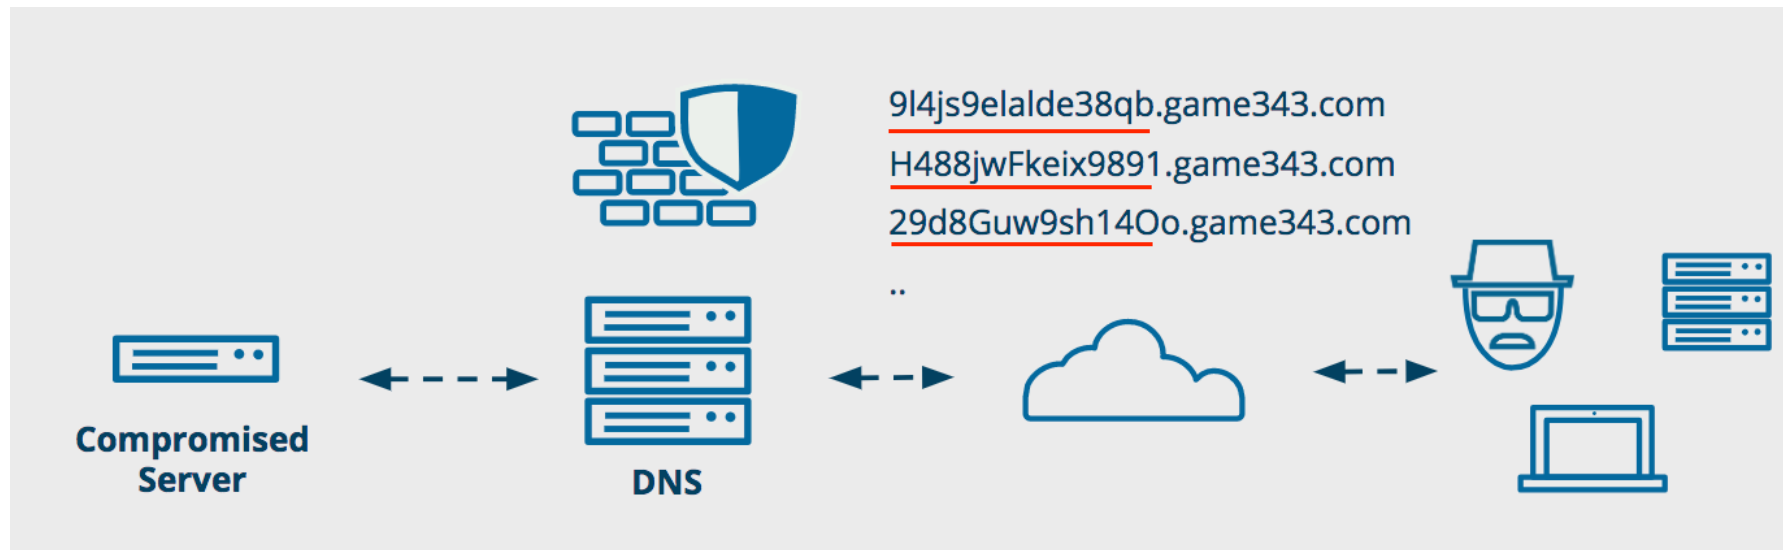 9l4js9elalde38qb.game343.com
H488jwFkeix9891.game343.com
29d8Guw9sh14Oo.game343.com
..
Compromised
Server
DNS